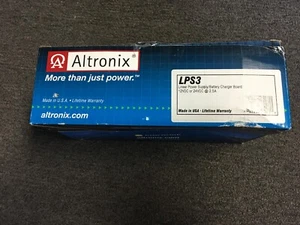 Altronix®
More than just power.™
Made in U.S.A. • Lifetime Warranty
altronix.com
LPS3
Linear Power Supply/Battery Charger Board
12VDC or 24VDC @ 2.5A
Made in USA - Lifetime Warranty